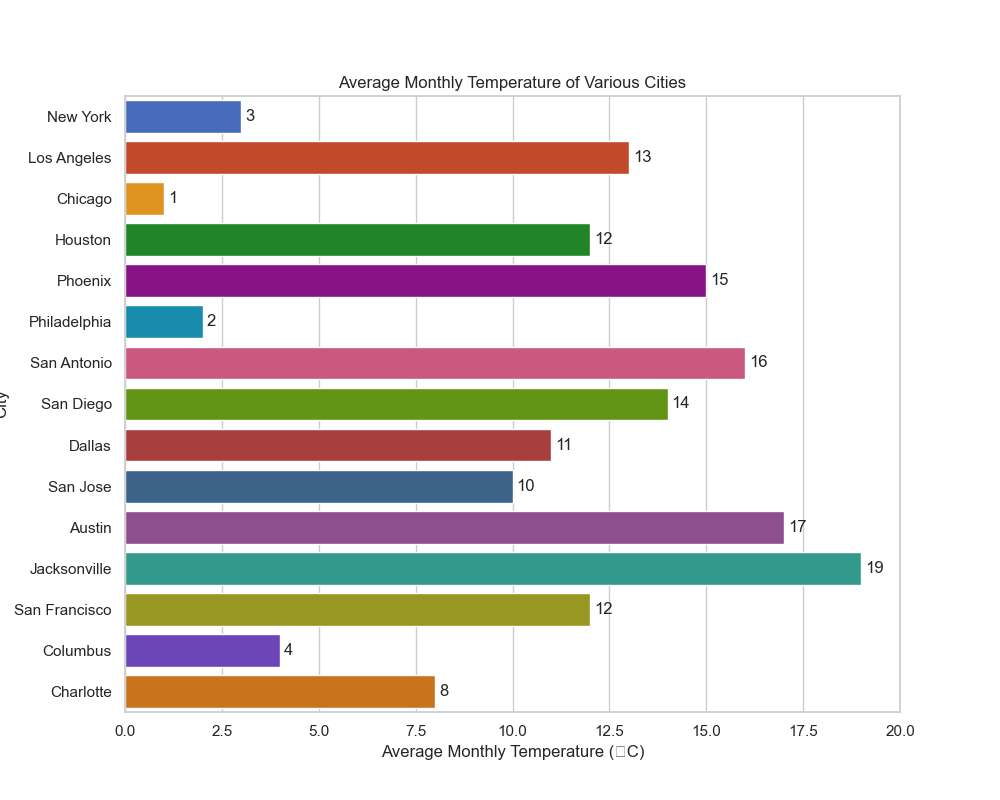 Average Monthly Temperature of Various Cities
New York 3
Los Angeles 13
Chicago 1
Houston 12
Phoenix 15
Philadelphia 2
San Antonio 16
San Diego 14
Dallas 11
San Jose 10
Austin 17
Jacksonville 19
San Francisco 12
Columbus 4
Charlotte 8
City
0.0 2.5 5.0 7.5 10.0 12.5 15.0 17.5 20.0
Average Monthly Temperature (▯C)